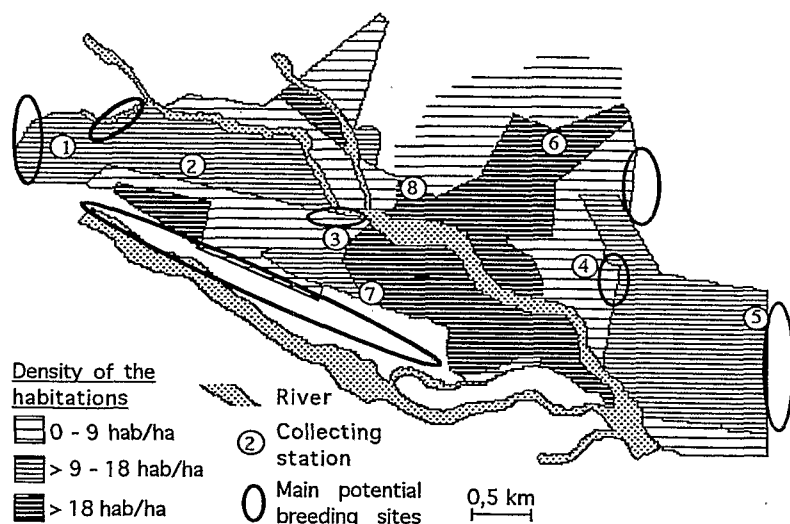 1
2
3
4
5
6
7
8
Density of the
habitations
0 - 9 hab/ha
> 9 - 18 hab/ha
> 18 hab/ha
River
2 Collecting
station
Main potential
breeding sites
0,5 km